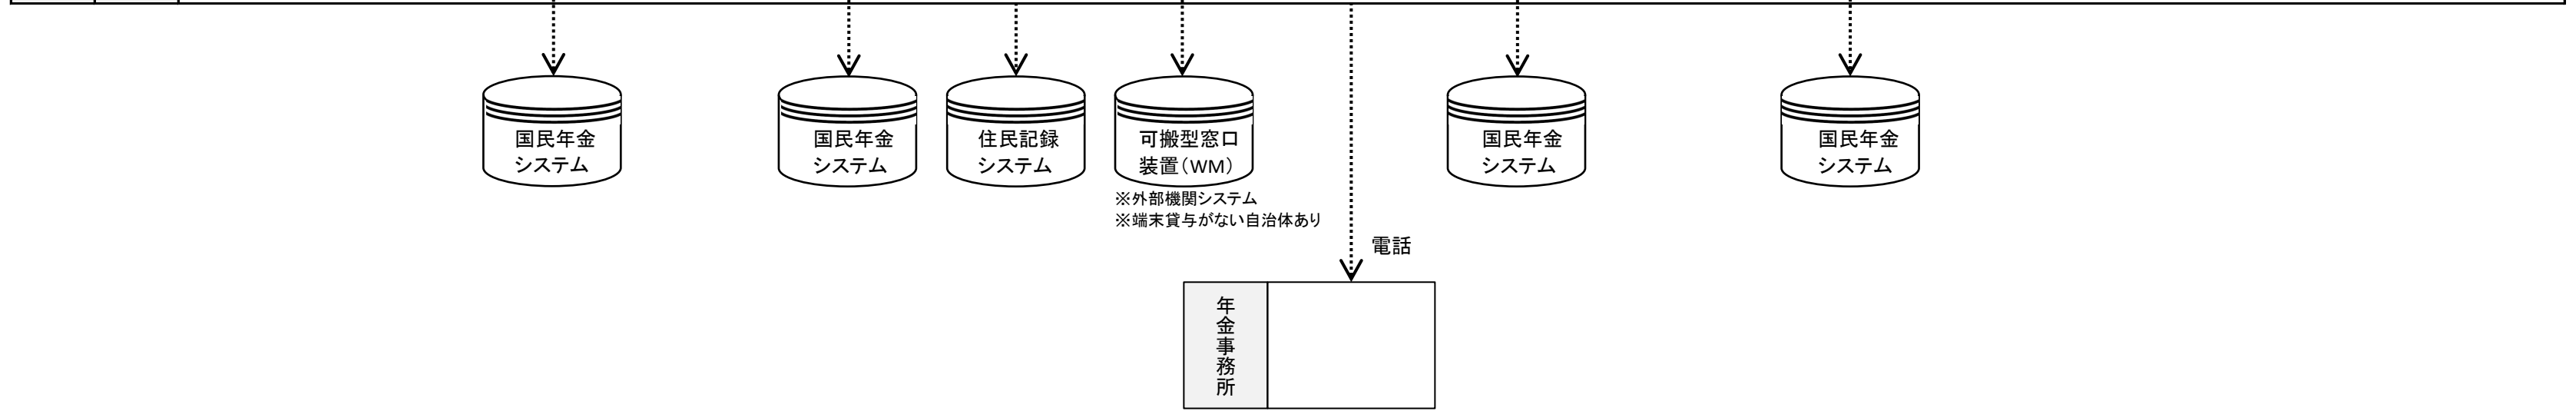 国民年金
システム
国民年金
システム
住民記録
システム
可搬型窓口
装置（WM）
※外部機関システム
※端末貸与がない自治体あり
国民年金
システム
国民年金
システム
電話
年金事務所